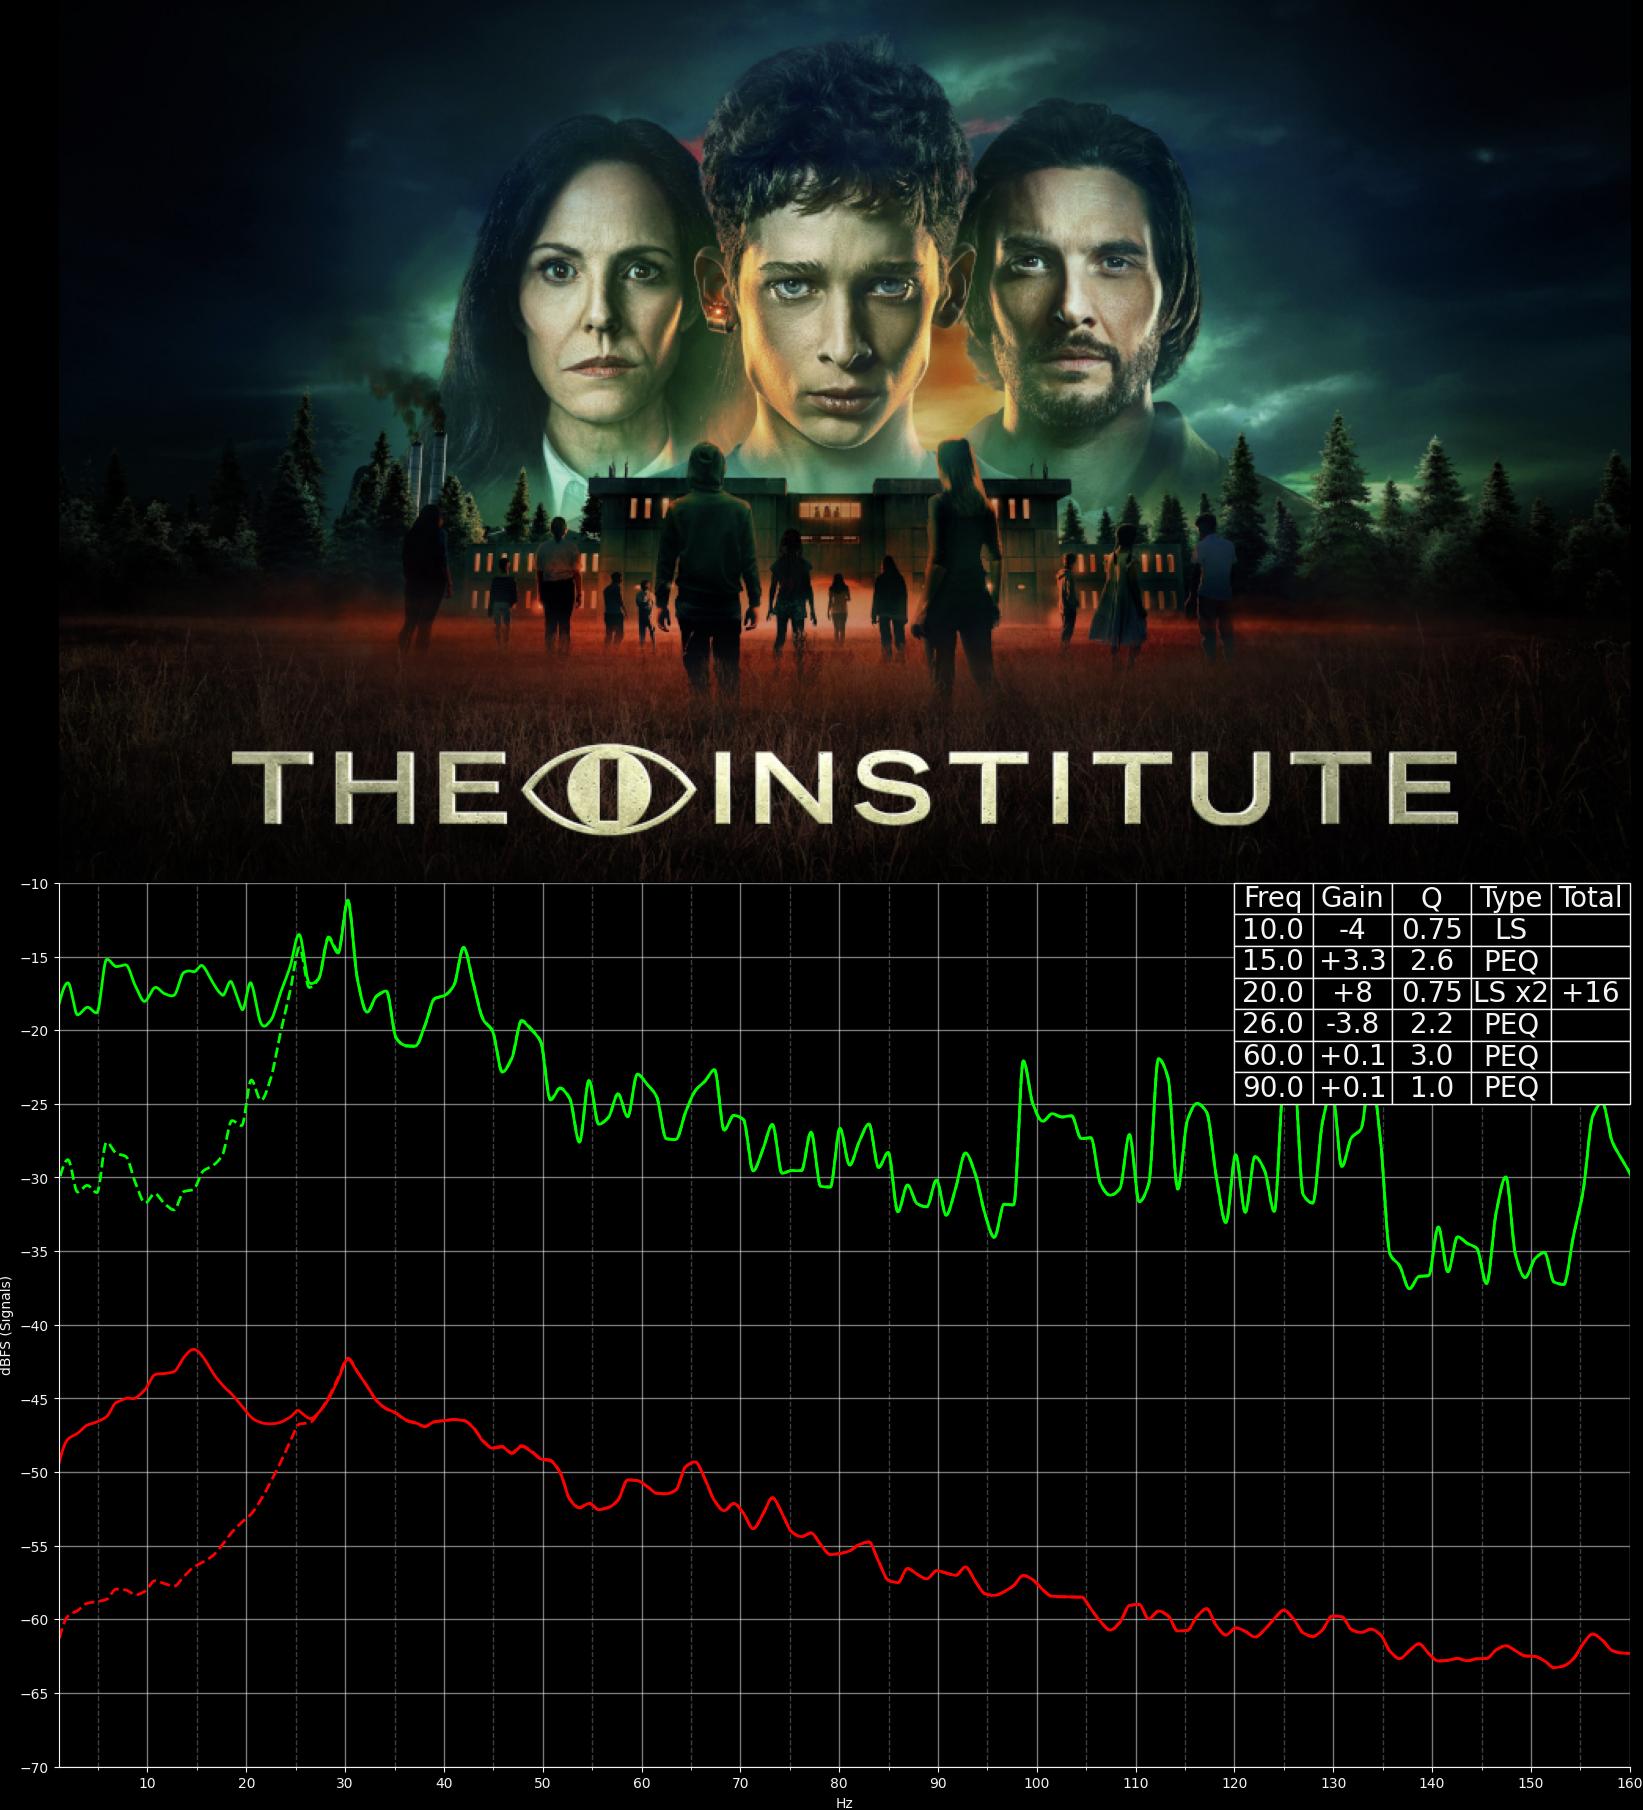 THE INSTITUTE
Freq Gain Q Type Total
10.0 -4 0.75 LS
15.0 +3.3 2.6 PEQ
20.0 +8 0.75 LS x2 +16
26.0 -3.8 2.2 PEQ
60.0 +0.1 3.0 PEQ
90.0 +0.1 1.0 PEQ
−10
−15
−20
−25
−30
−35
−40
−45
−50
−55
−60
−65
−70
dBFS (Signals)
10 20 30 40 50 60 70 80 90 100 110 120 130 140 150 160
Hz